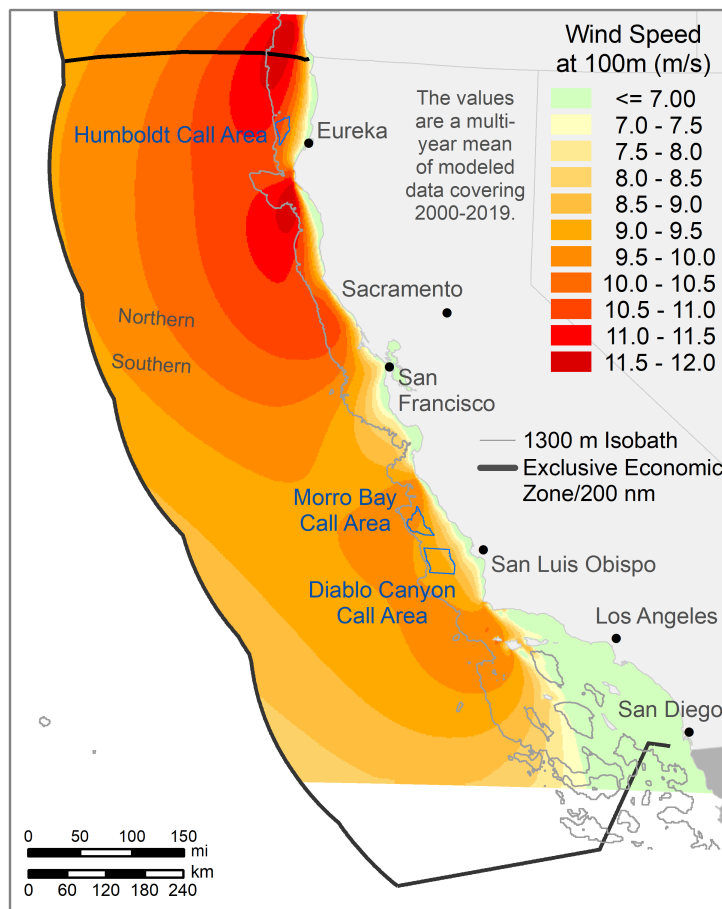 Wind Speed
at 100m (m/s)
<= 7.00
7.0 - 7.5
7.5 - 8.0
8.0 - 8.5
8.5 - 9.0
9.0 - 9.5
9.5 - 10.0
10.0 - 10.5
10.5 - 11.0
11.0 - 11.5
11.5 - 12.0
The values
are a multi-
year mean
of modeled
data covering
2000-2019.
Humboldt Call Area
Eureka
Sacramento
Northern
Southern
San
Francisco
1300 m Isobath
Exclusive Economic
Zone/200 nm
Morro Bay
Call Area
San Luis Obispo
Diablo Canyon
Call Area
Los Angeles
San Diego
0 50 100 150
mi
km
0 60 120 180 240